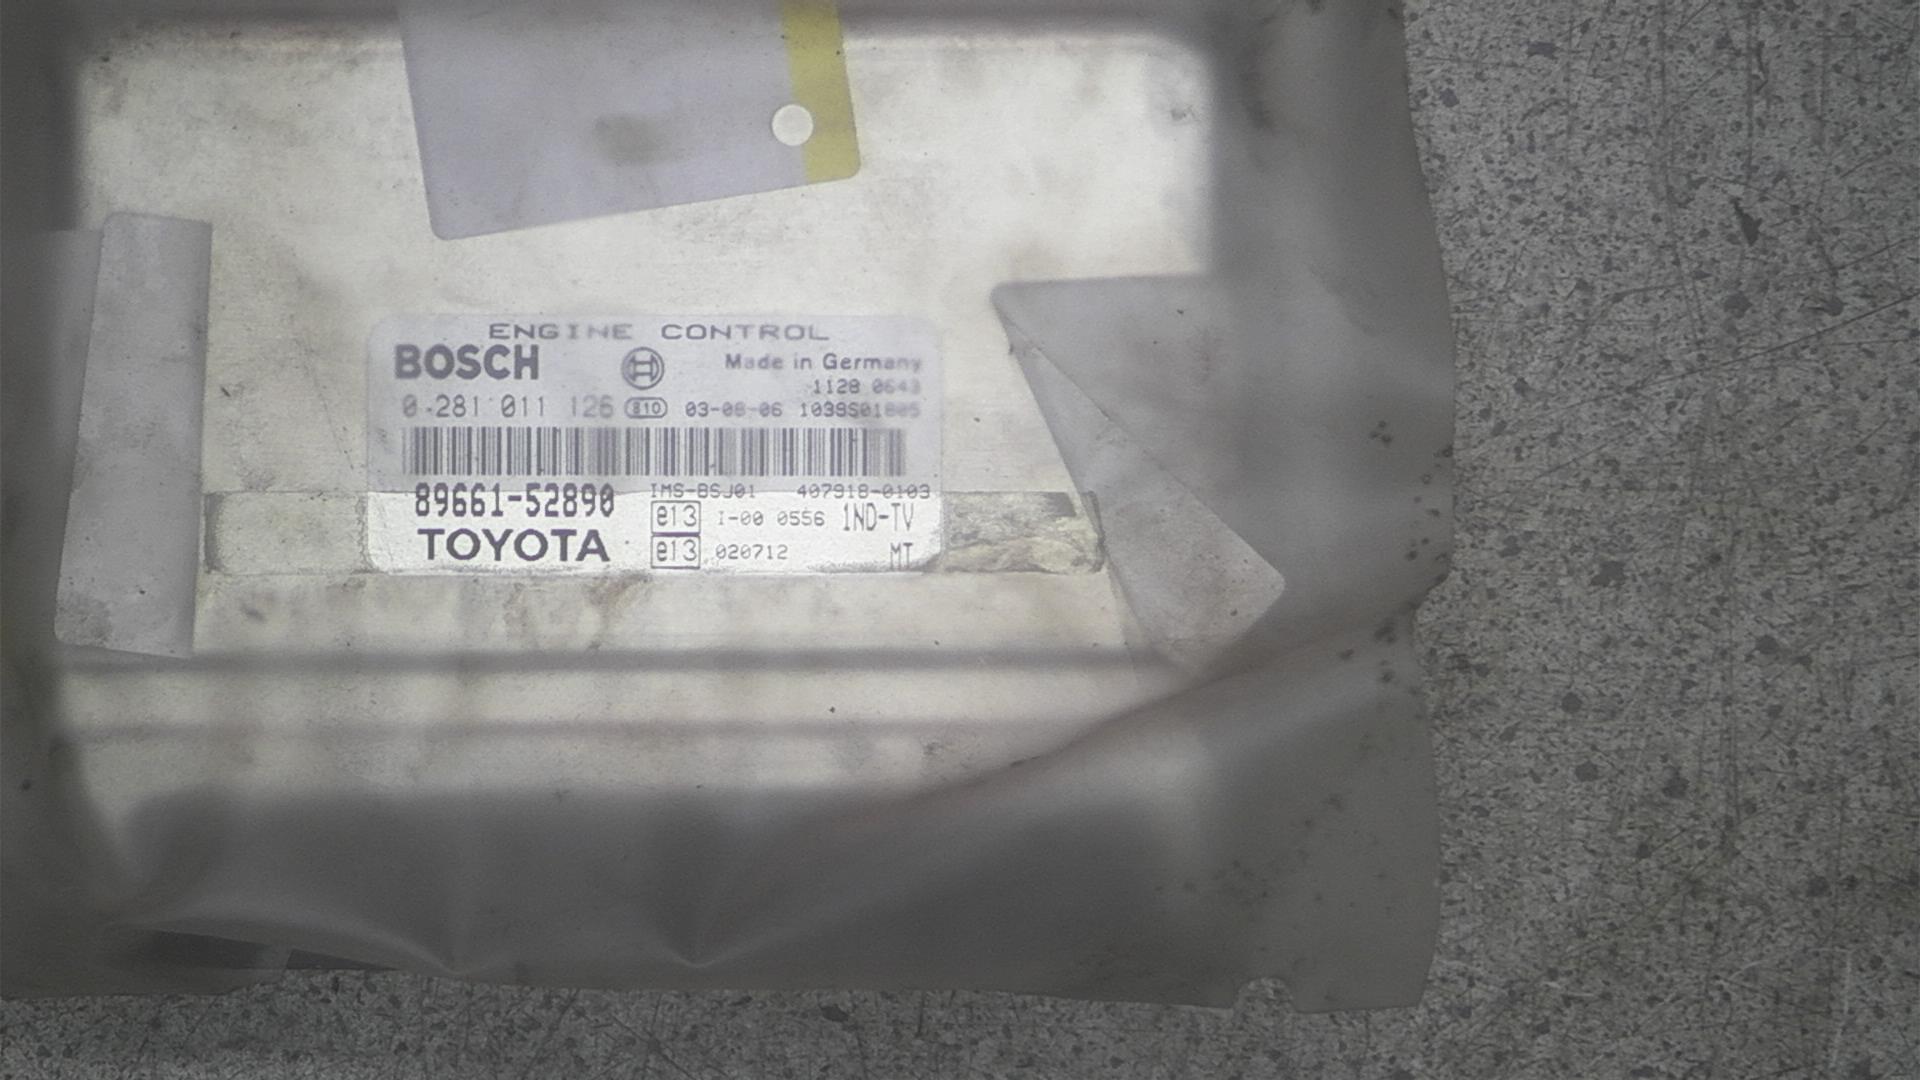 ENGINE CONTROL
BOSCH Made in Germany
1128 0643
0 281 011 126 810 03-08-06 1039S01805
89661-52890 IMS-BSJ01 407918-0103
e13 I-00 0556 1ND-TV
TOYOTA e13 020712 MT